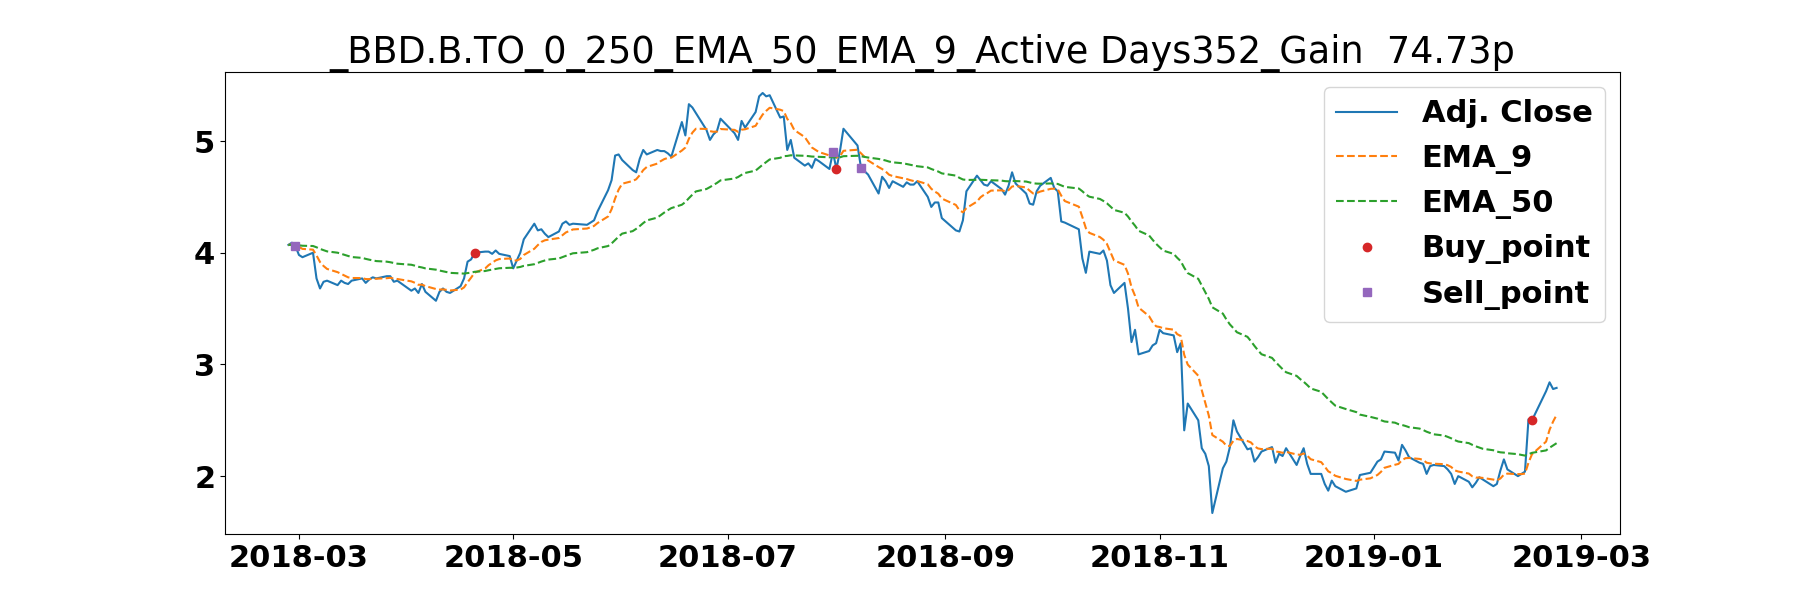 _BBD.B.TO_0_250_EMA_50_EMA_9_Active Days352_Gain  74.73p
Adj. Close
EMA_9
EMA_50
Buy_point
Sell_point
5
4
3
2
2018-03 2018-05 2018-07 2018-09 2018-11 2019-01 2019-03